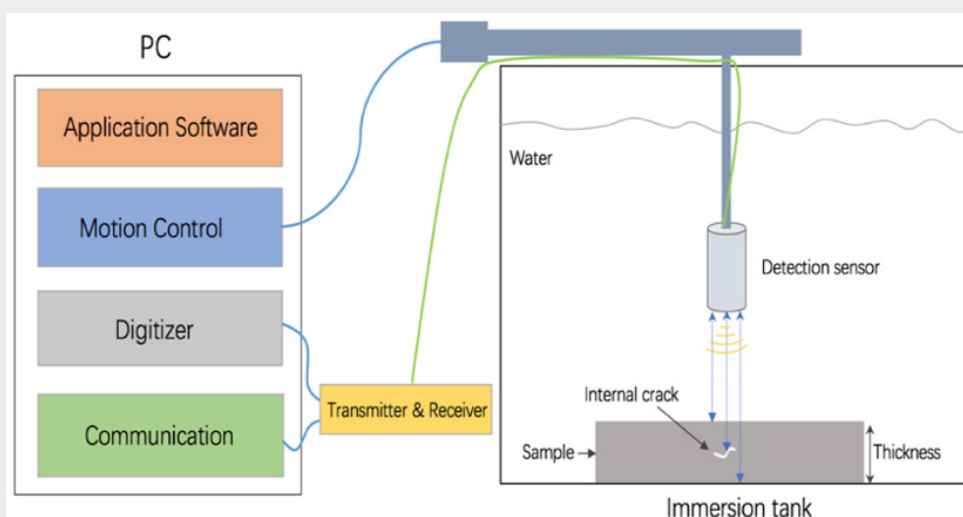 PC
Application Software
Motion Control
Digitizer
Communication
Transmitter & Receiver
Water
Detection sensor
Internal crack
Sample
Thickness
Immersion tank